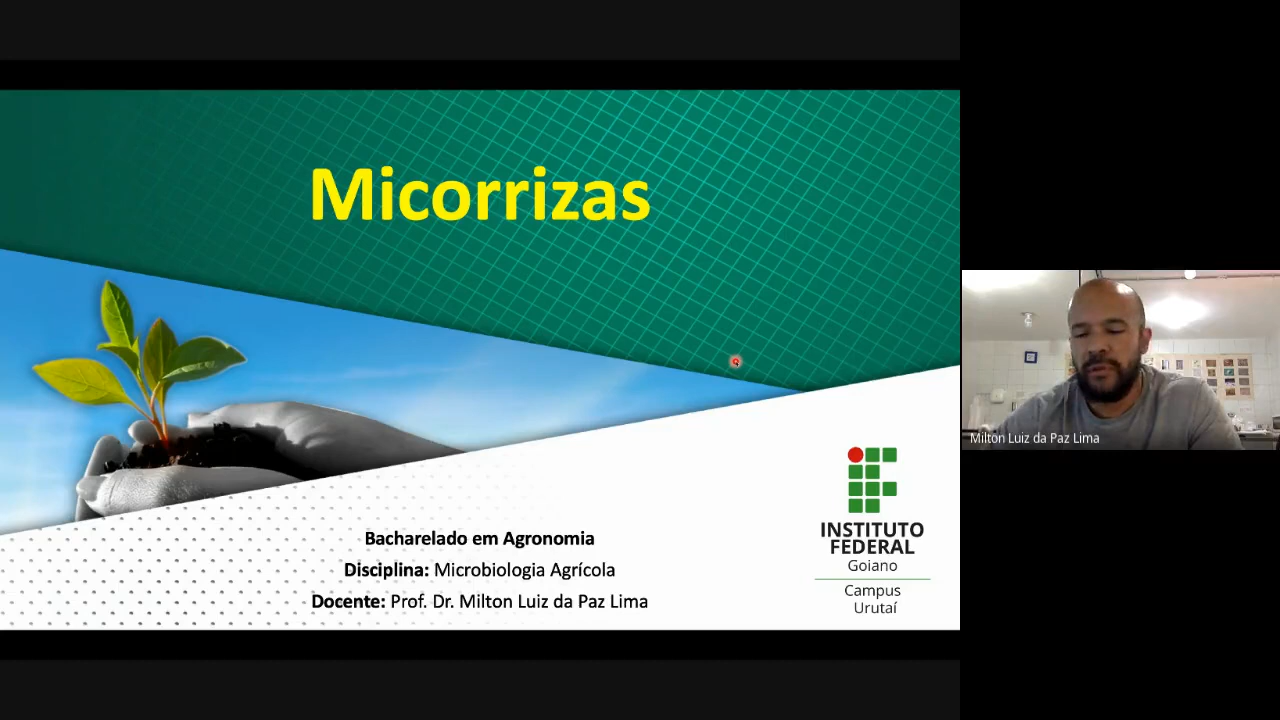 Micorrizas
Bacharelado em Agronomia
Disciplina: Microbiologia Agrícola
Docente: Prof. Dr. Milton Luiz da Paz Lima
INSTITUTO
FEDERAL
Goiano
Campus
Urutaí
Milton Luiz da Paz Lima